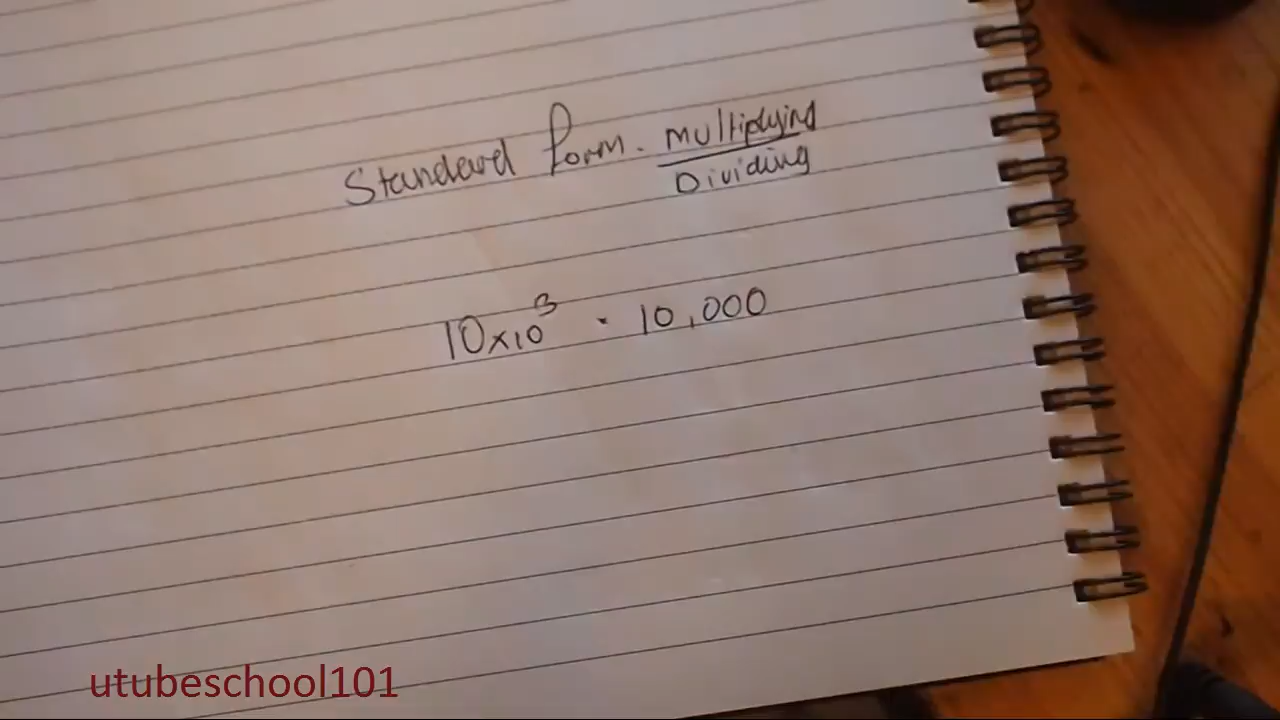 Standard form. multiplying
Dividing
10x10³ · 10,000
utubeschool101